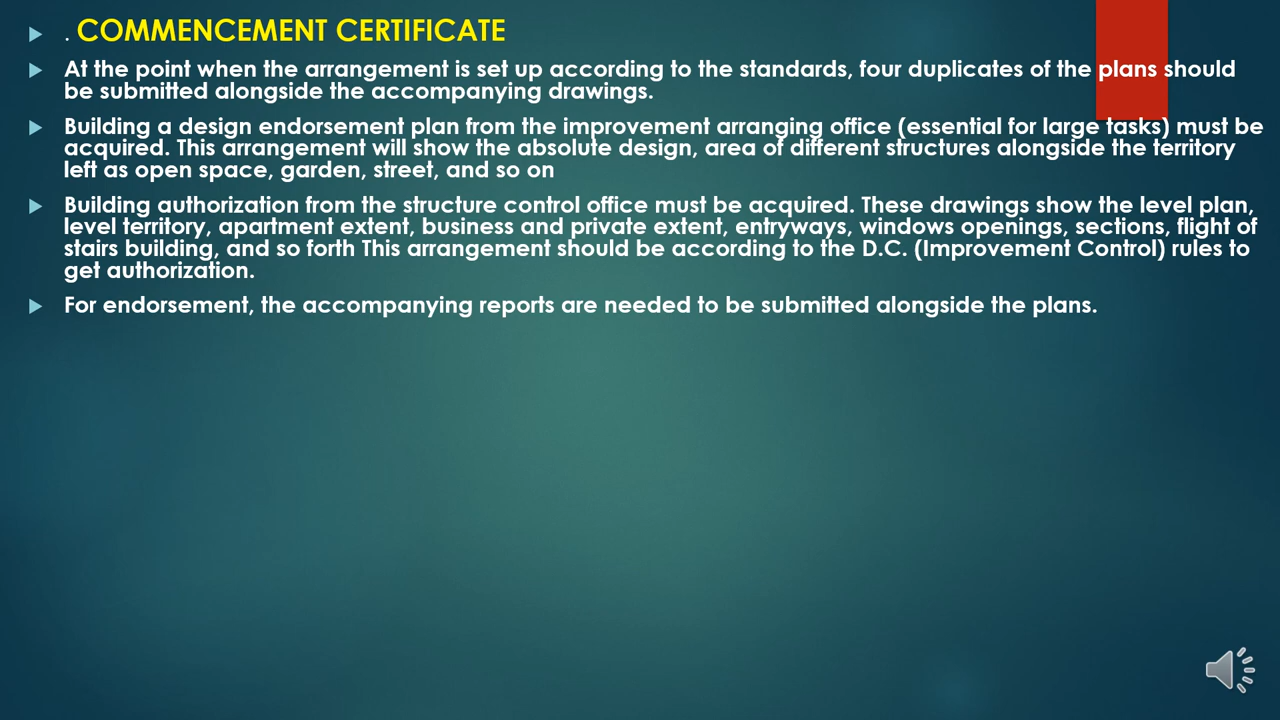 . COMMENCEMENT CERTIFICATE
At the point when the arrangement is set up according to the standards, four duplicates of the plans should
be submitted alongside the accompanying drawings.
Building a design endorsement plan from the improvement arranging office (essential for large tasks) must be
acquired. This arrangement will show the absolute design, area of different structures alongside the territory
left as open space, garden, street, and so on
Building authorization from the structure control office must be acquired. These drawings show the level plan,
level territory, apartment extent, business and private extent, entryways, windows openings, sections, flight of
stairs building, and so forth This arrangement should be according to the D.C. (Improvement Control) rules to
get authorization.
For endorsement, the accompanying reports are needed to be submitted alongside the plans.